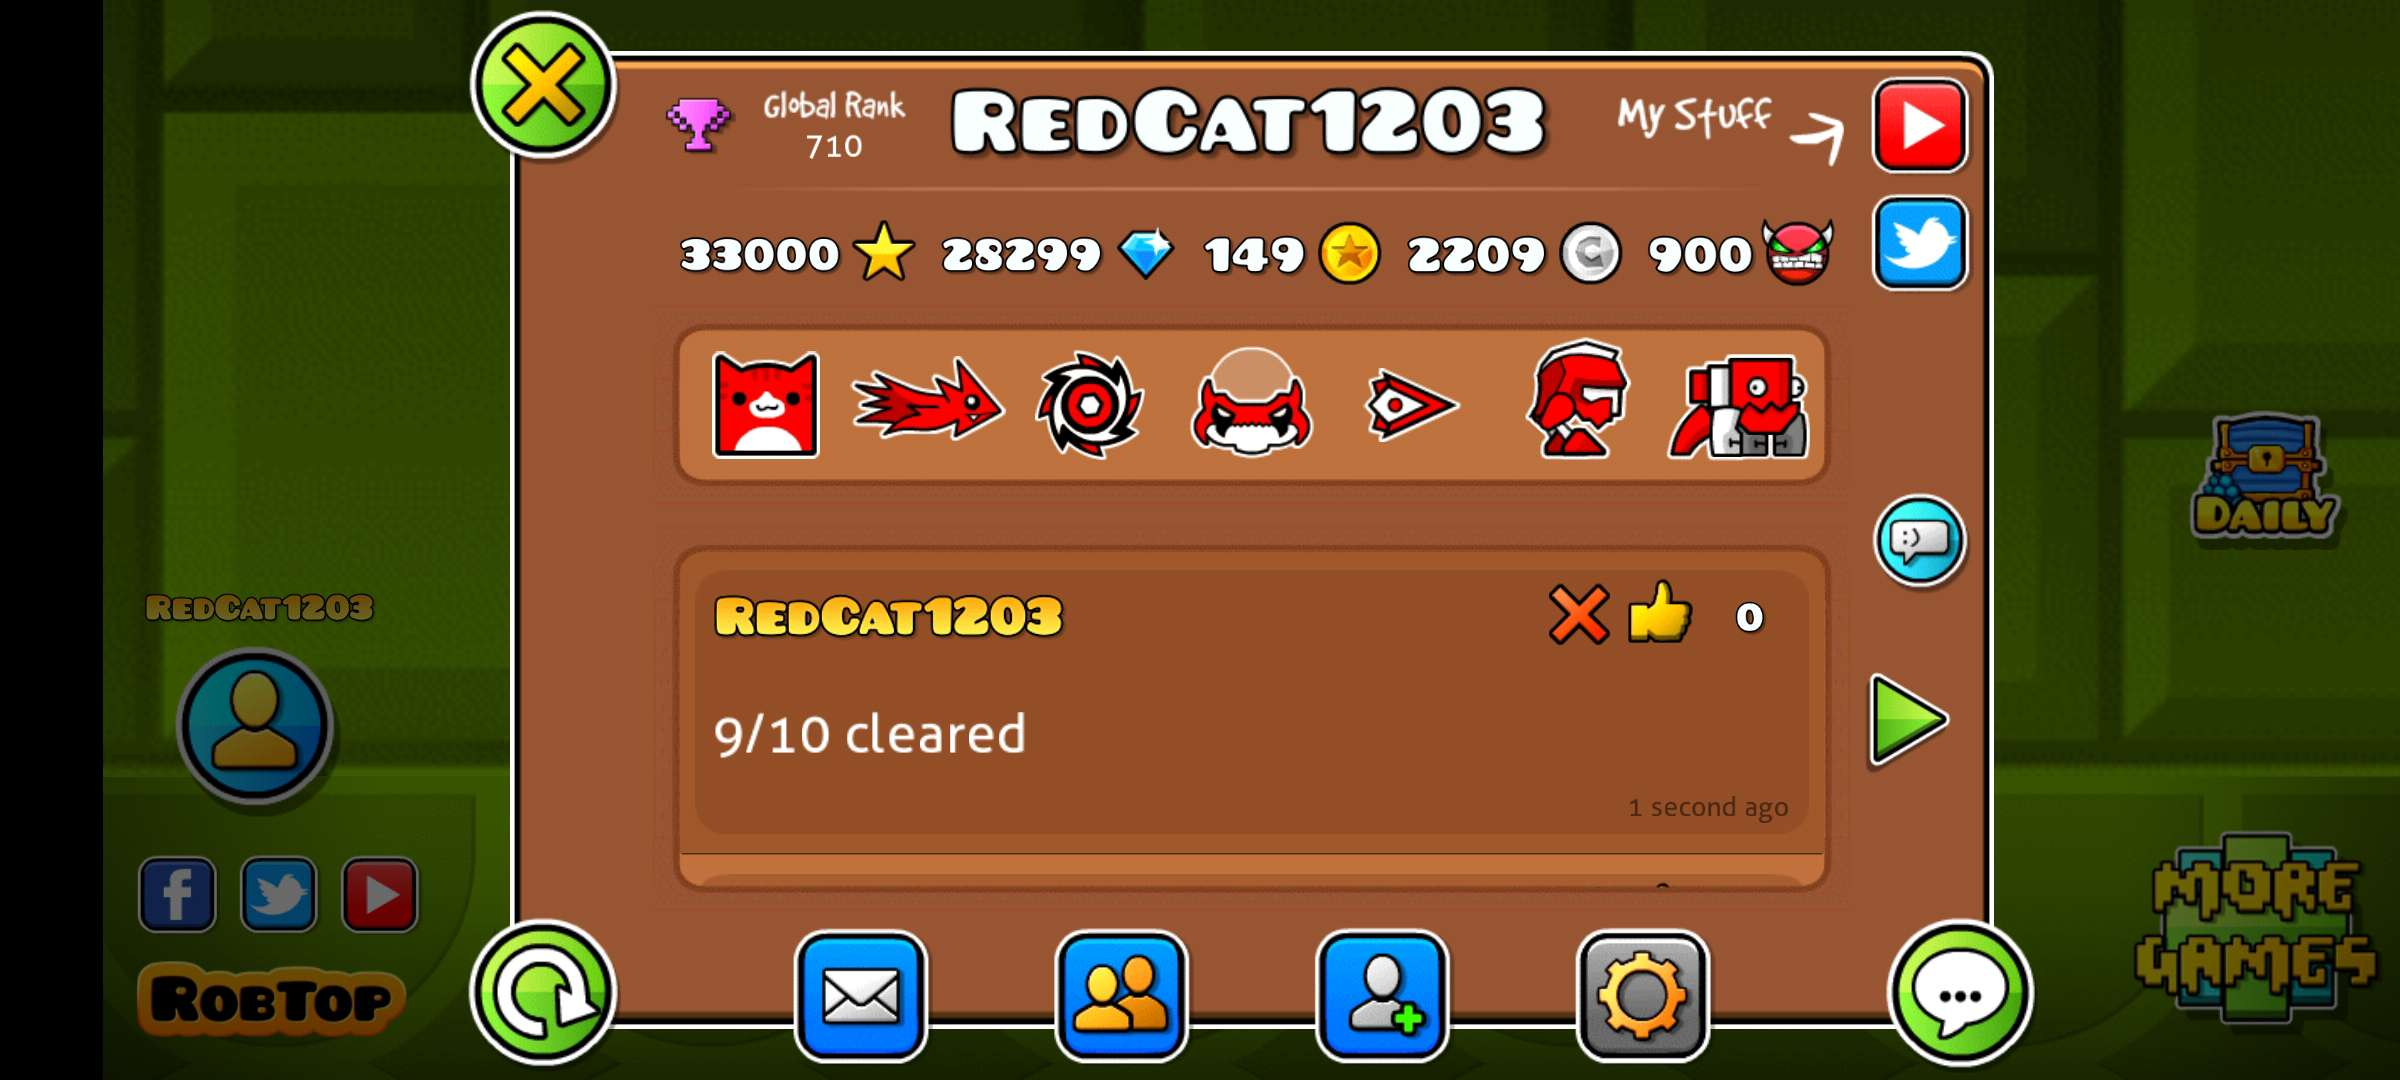 Global Rank
710
RedCat1203
My Stuff
33000 28299 149 2209 900
RedCat1203
0
9/10 cleared
1 second ago
:)
RedCat1203
RobTop
Daily
More
Games